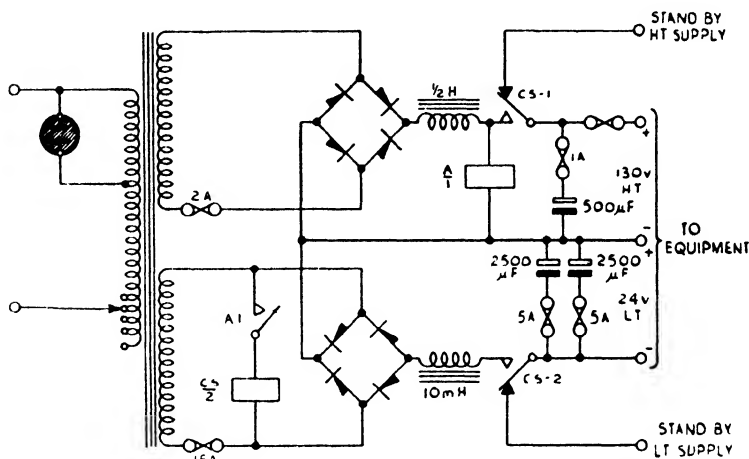 STAND BY
HT SUPPLY
½ H
CS-1
2A
A
1
1A
500µF
+
130V
HT
-
+
TO
EQUIPMENT
2500
µF
2500
µF
24V
LT
A1
5A
5A
-
CS
2
10mH
CS-2
STAND BY
LT SUPPLY
15A